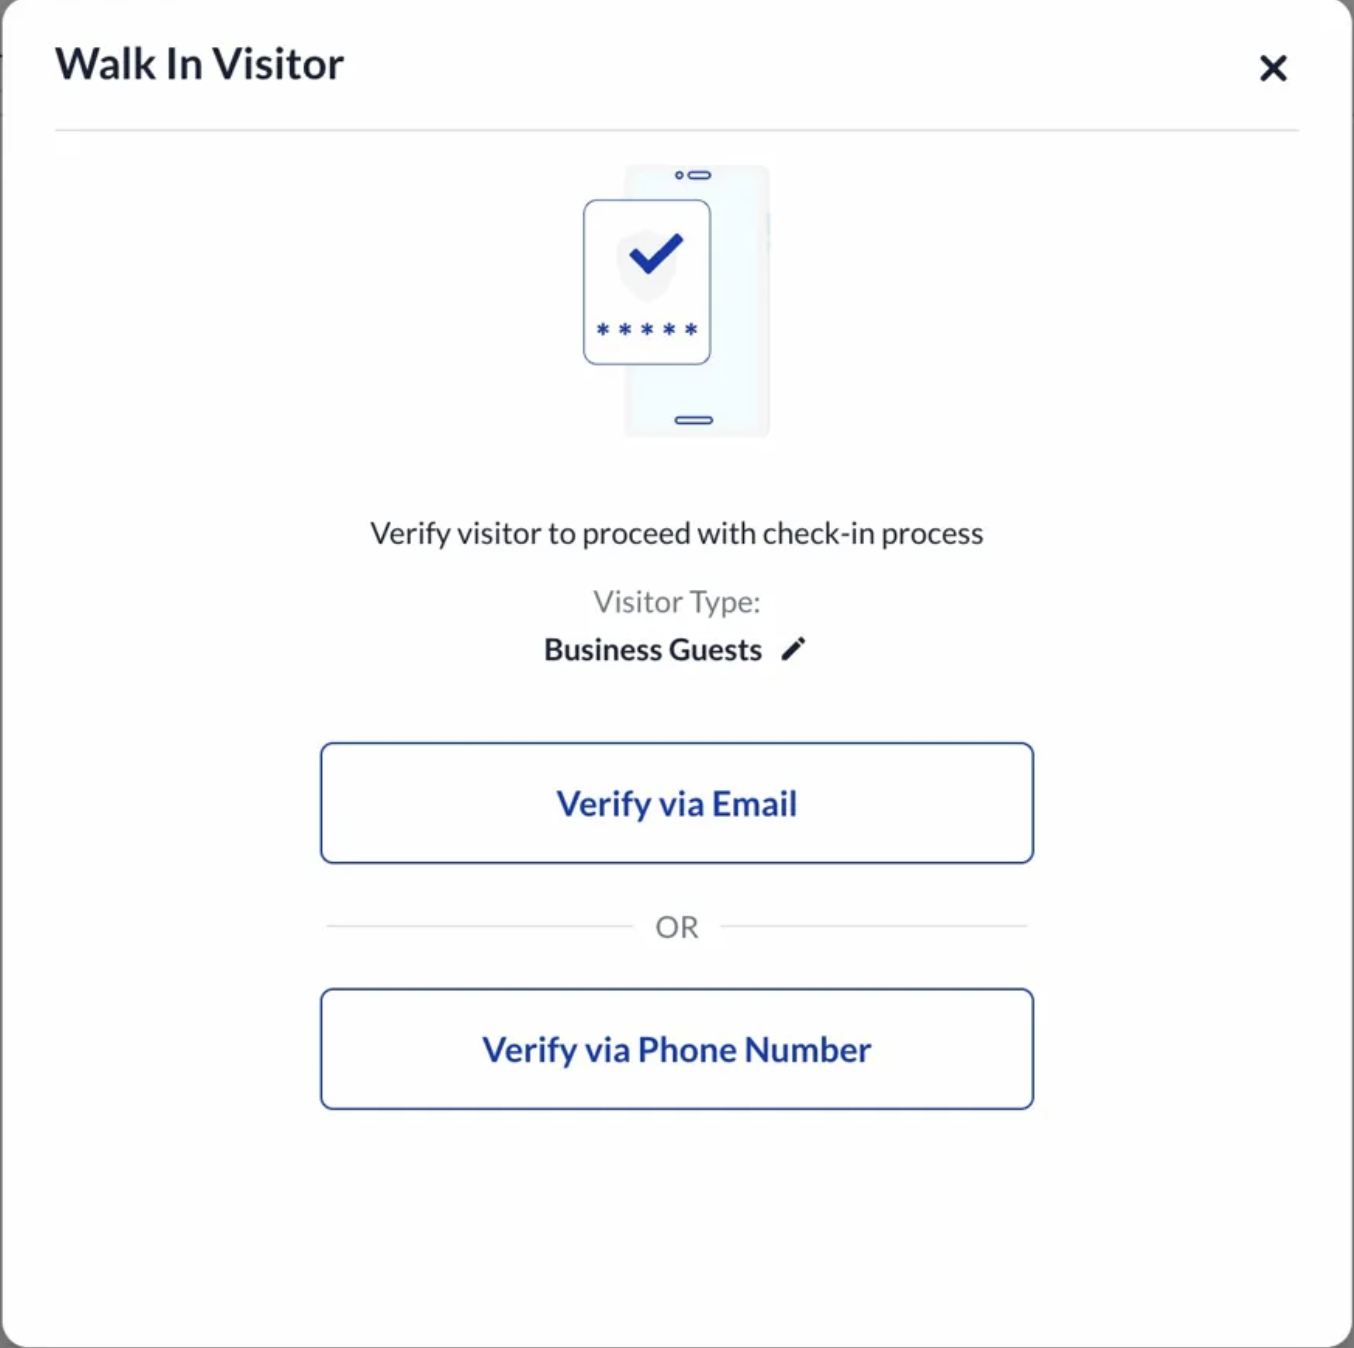 Walk In Visitor
*****
Verify visitor to proceed with check-in process
Visitor Type:
Business Guests
Verify via Email
OR
Verify via Phone Number